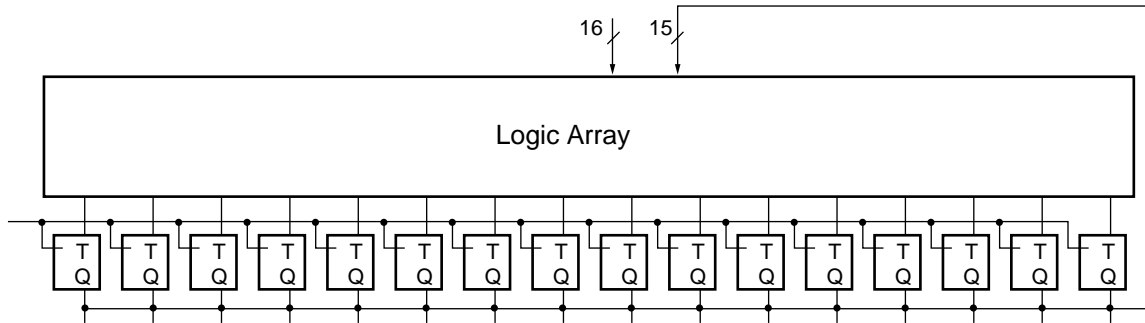 16 15
Logic Array
T T T T T T T T T T T T T T T T
Q Q Q Q Q Q Q Q Q Q Q Q Q Q Q Q